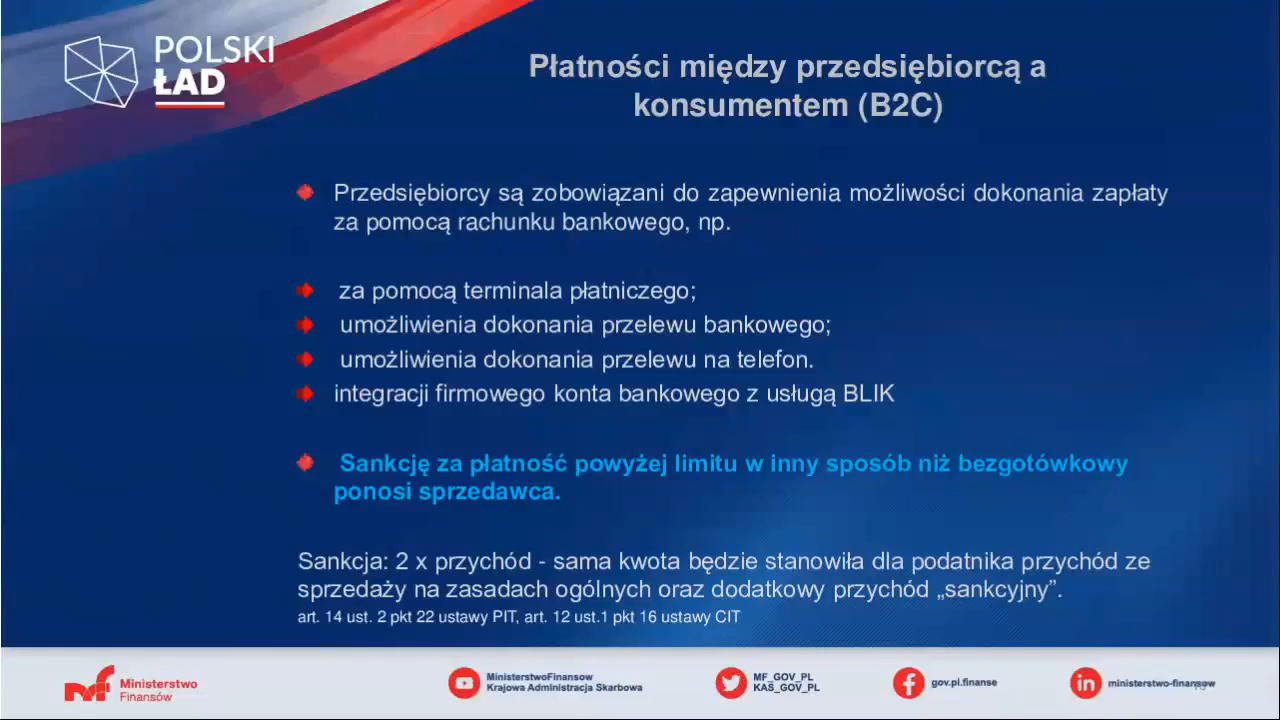 POLSKI
ŁAD
Płatności między przedsiębiorcą a
konsumentem (B2C)
Przedsiębiorcy są zobowiązani do zapewnienia możliwości dokonania zapłaty
za pomocą rachunku bankowego, np.
za pomocą terminala płatniczego;
umożliwienia dokonania przelewu bankowego;
umożliwienia dokonania przelewu na telefon.
integracji firmowego konta bankowego z usługą BLIK
Sankcję za płatność powyżej limitu w inny sposób niż bezgotówkowy
ponosi sprzedawca.
Sankcja: 2 x przychód - sama kwota będzie stanowiła dla podatnika przychód ze
sprzedaży na zasadach ogólnych oraz dodatkowy przychód „sankcyjny”.
art. 14 ust. 2 pkt 22 ustawy PIT, art. 12 ust.1 pkt 16 ustawy CIT
Ministerstwo
Finansów
MinisterstwoFinansow
Krajowa Administracja Skarbowa
MF_GOV_PL
KAS_GOV_PL
gov.pl.finanse
ministerstwo-finansow